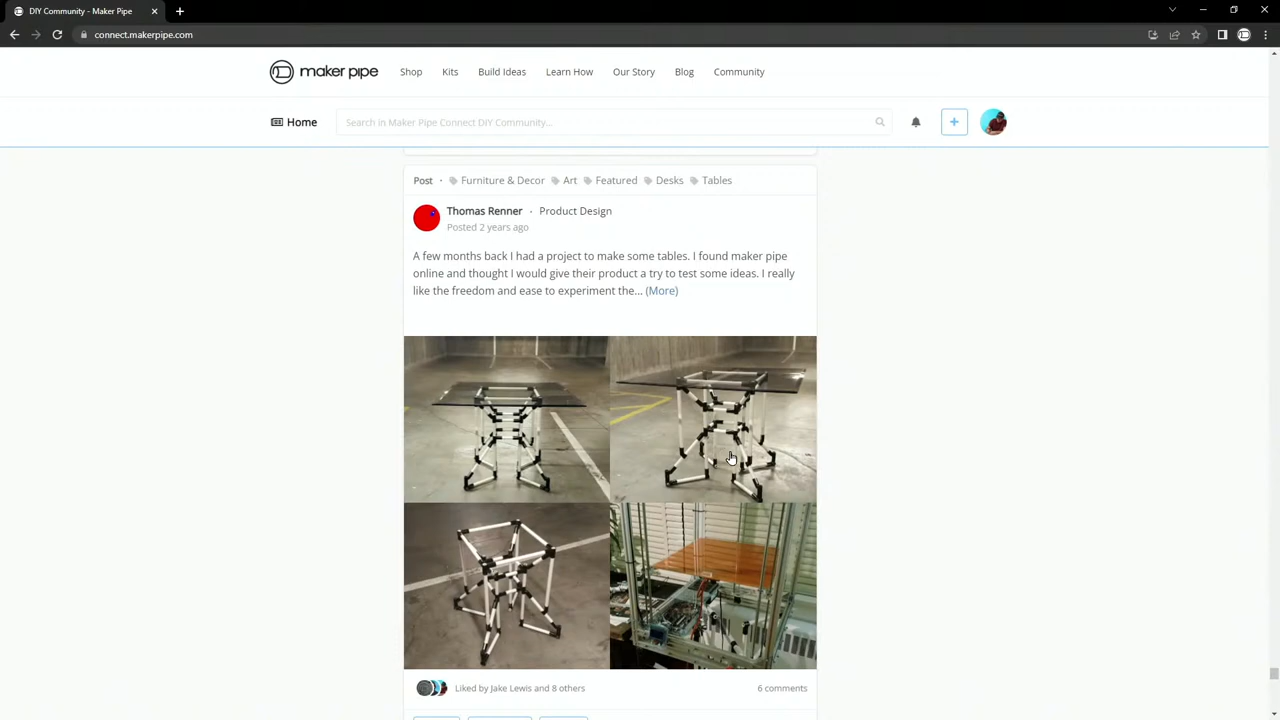 DIY Community - Maker Pipe
connect.makerpipe.com
maker pipe
Shop
Kits
Build Ideas
Learn How
Our Story
Blog
Community
Home
Search in Maker Pipe Connect DIY Community...
Post · Furniture & Decor Art Featured Desks Tables
Thomas Renner · Product Design
Posted 2 years ago
A few months back I had a project to make some tables. I found maker pipe
online and thought I would give their product a try to test some ideas. I really
like the freedom and ease to experiment the... (More)
Liked by Jake Lewis and 8 others
6 comments